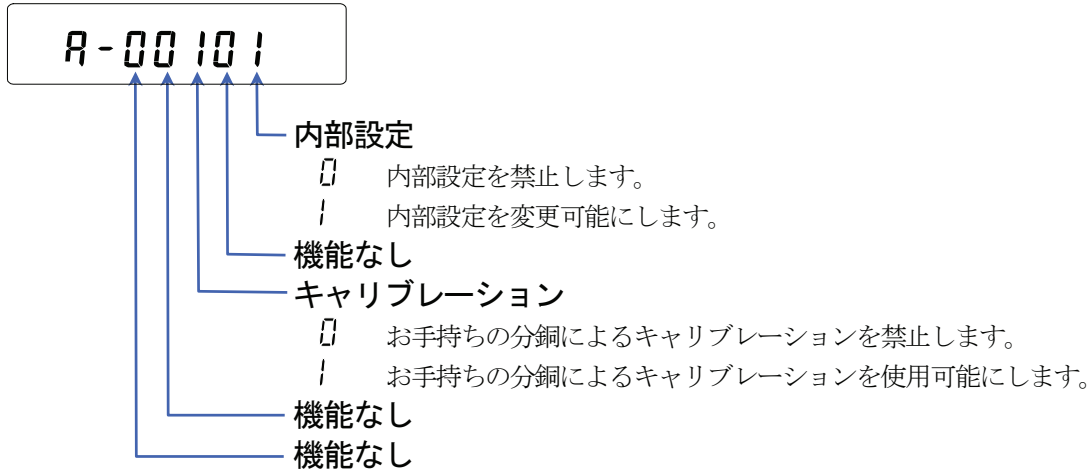 A-00101
内部設定
0 内部設定を禁止します。
1 内部設定を変更可能にします。
機能なし
キャリブレーション
0 お手持ちの分銅によるキャリブレーションを禁止します。
1 お手持ちの分銅によるキャリブレーションを使用可能にします。
機能なし
機能なし